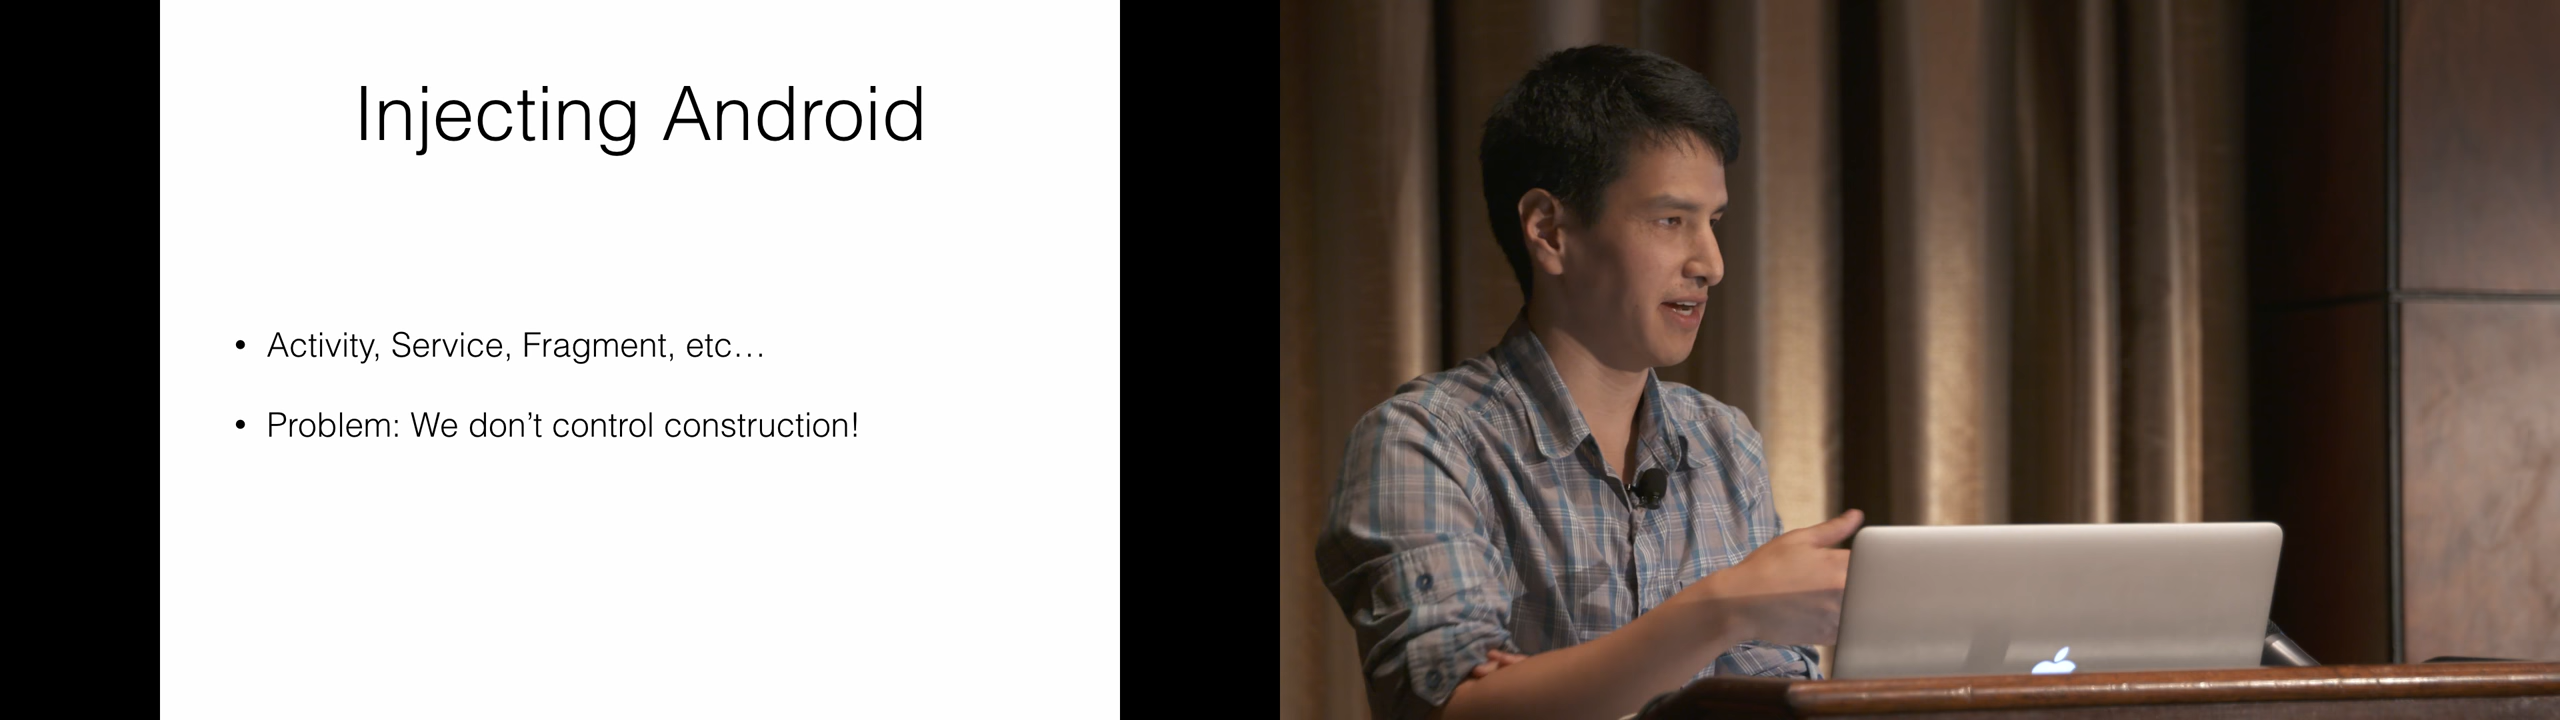 Injecting Android
• Activity, Service, Fragment, etc…
• Problem: We don’t control construction!